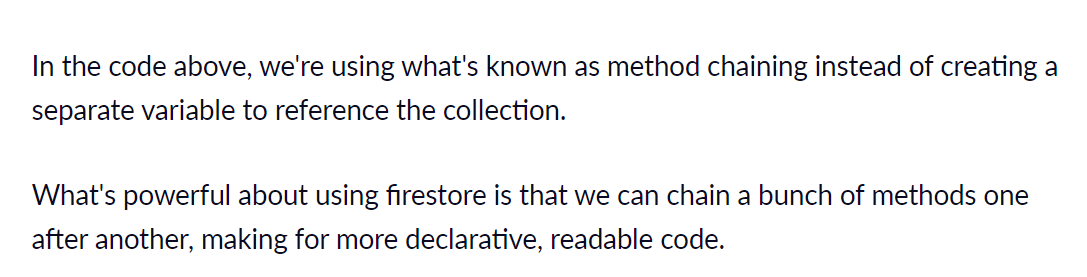 In the code above, we're using what's known as method chaining instead of creating a
separate variable to reference the collection.
What's powerful about using firestore is that we can chain a bunch of methods one
after another, making for more declarative, readable code.